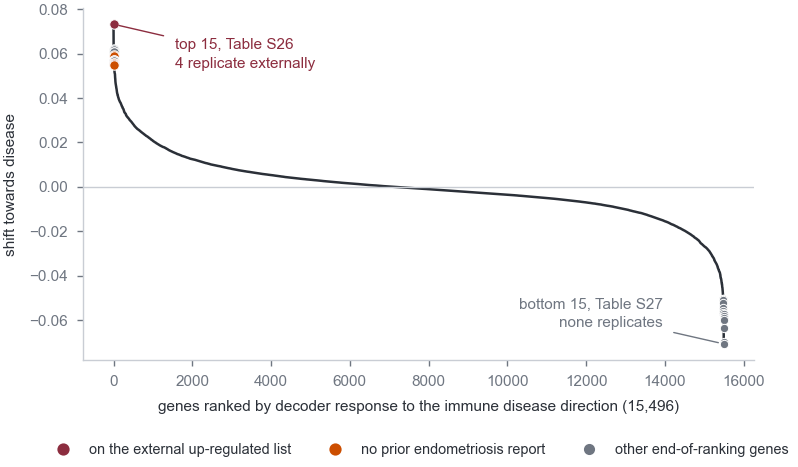 0.08
top 15, Table S26
0.06
4 replicate externally
0.04
0.02
0.00
−0.02
−0.04
−0.06
shift towards disease
bottom 15, Table S27
none replicates
0 2000 4000 6000 8000 10000 12000 14000 16000
genes ranked by decoder response to the immune disease direction (15,496)
on the external up-regulated list no prior endometriosis report other end-of-ranking genes